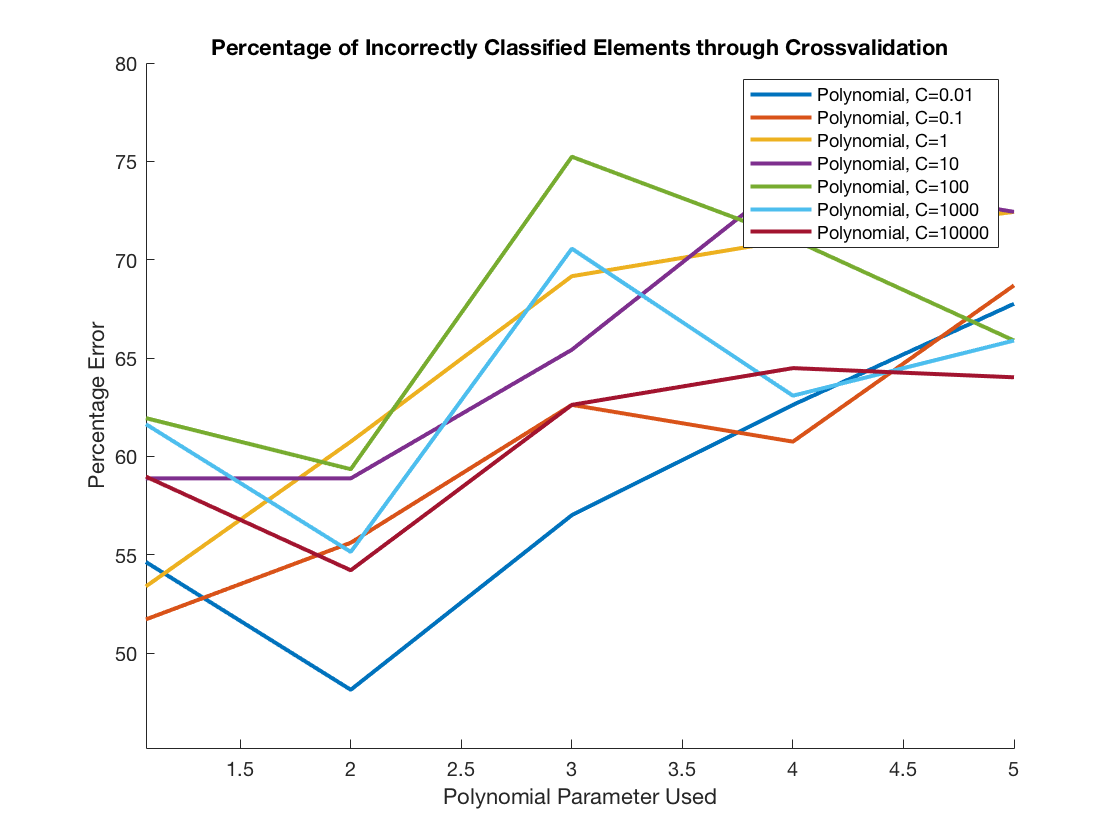 Percentage of Incorrectly Classified Elements through Crossvalidation
80
75
70
65
60
55
50
Percentage Error
Polynomial, C=0.01
Polynomial, C=0.1
Polynomial, C=1
Polynomial, C=10
Polynomial, C=100
Polynomial, C=1000
Polynomial, C=10000
1.5 2 2.5 3 3.5 4 4.5 5
Polynomial Parameter Used